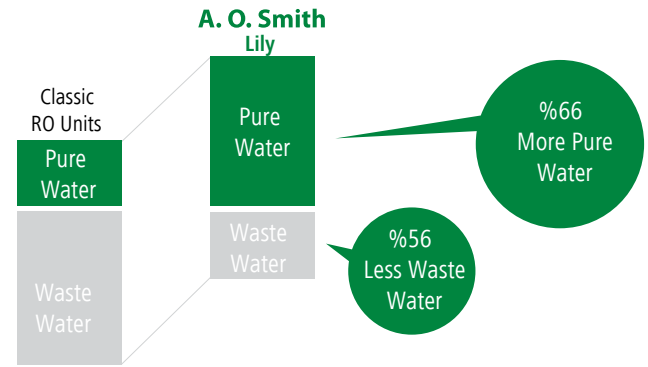 A. O. Smith
Lily
Classic
RO Units
Pure
Water
Waste
Water
Pure
Water
Waste
Water
%66
More Pure
Water
%56
Less Waste
Water